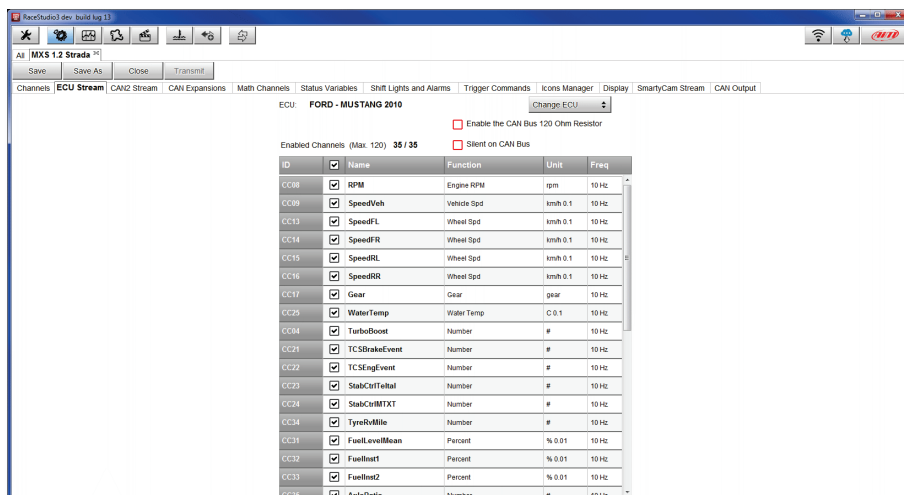 RaceStudio3 dev build lug 13
AiM
All MXS 1.2 Strada
Save Save As Close Transmit
Channels ECU Stream CAN2 Stream CAN Expansions Math Channels Status Variables Shift Lights and Alarms Trigger Commands Icons Manager Display SmartyCam Stream CAN Output
ECU: FORD - MUSTANG 2010 Change ECU
Enable the CAN Bus 120 Ohm Resistor
Enabled Channels (Max. 120) 35 / 35 Silent on CAN Bus
ID Name Function Unit Freq
CC08 RPM Engine RPM rpm 10 Hz
CC09 SpeedVeh Vehicle Spd km/h 0.1 10 Hz
CC13 SpeedFL Wheel Spd km/h 0.1 10 Hz
CC14 SpeedFR Wheel Spd km/h 0.1 10 Hz
CC15 SpeedRL Wheel Spd km/h 0.1 10 Hz
CC16 SpeedRR Wheel Spd km/h 0.1 10 Hz
CC17 Gear Gear gear 10 Hz
CC25 WaterTemp Water Temp C 0.1 10 Hz
CC04 TurboBoost Number # 10 Hz
CC21 TCSBrakeEvent Number # 10 Hz
CC22 TCSEngEvent Number # 10 Hz
CC23 StabCtrlTeltal Number # 10 Hz
CC24 StabCtrlMTXT Number # 10 Hz
CC34 TyreRvMile Number # 10 Hz
CC31 FuelLevelMean Percent % 0.01 10 Hz
CC32 FuelInst1 Percent % 0.01 10 Hz
CC33 FuelInst2 Percent % 0.01 10 Hz